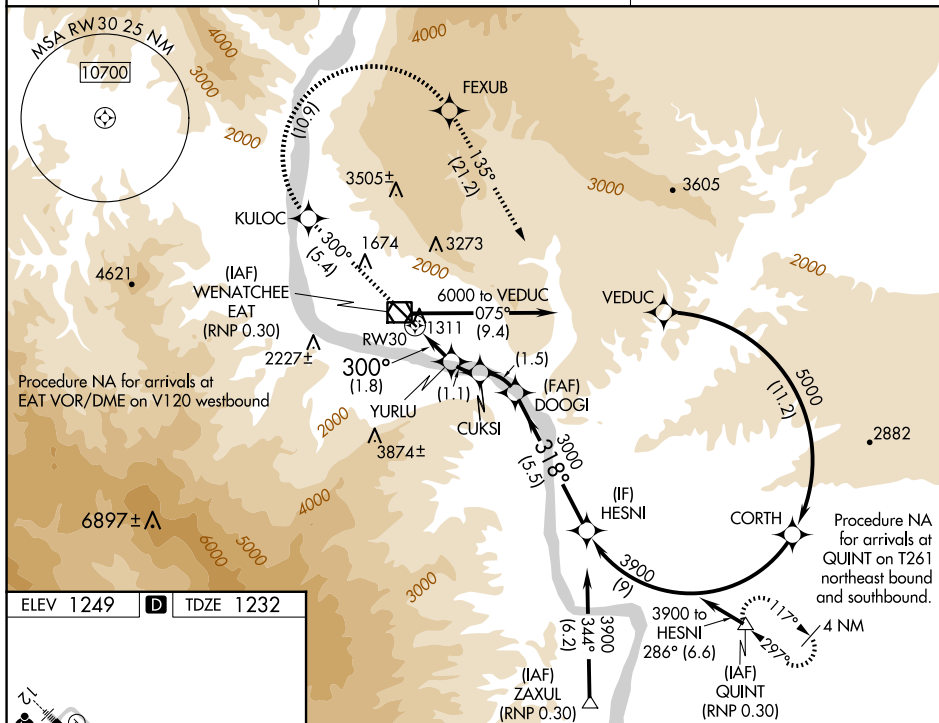 MSA RW30 25 NM
10700
4000
3000
2000
4000
FEXUB
(10.9)
135°
(21.2)
3505±
3000
3605
KULOC
300°
(5.4)
1674
3273
2000
2000
4621
(IAF)
WENATCHEE
EAT
(RNP 0.30)
6000 to VEDUC
075°
(9.4)
VEDUC
RW30
1311
2227±
300°
(1.8)
(1.5)
(1.1)
(FAF)
DOOGI
YURLU
CUKSI
5000
(11.2)
Procedure NA for arrivals at
EAT VOR/DME on V120 westbound
2000
3874±
3000
318°
(5.5)
2882
4000
6897±
6000
5000
3000
(IF)
HESNI
CORTH
Procedure NA
for arrivals at
QUINT on T261
northeast bound
and southbound.
3900
(9)
ELEV 1249
D
TDZE 1232
3900
344°
(6.2)
3900 to
HESNI
286° (6.6)
117°
4 NM
297°
(IAF)
ZAXUL
(RNP 0.30)
(IAF)
QUINT
(RNP 0.30)
12